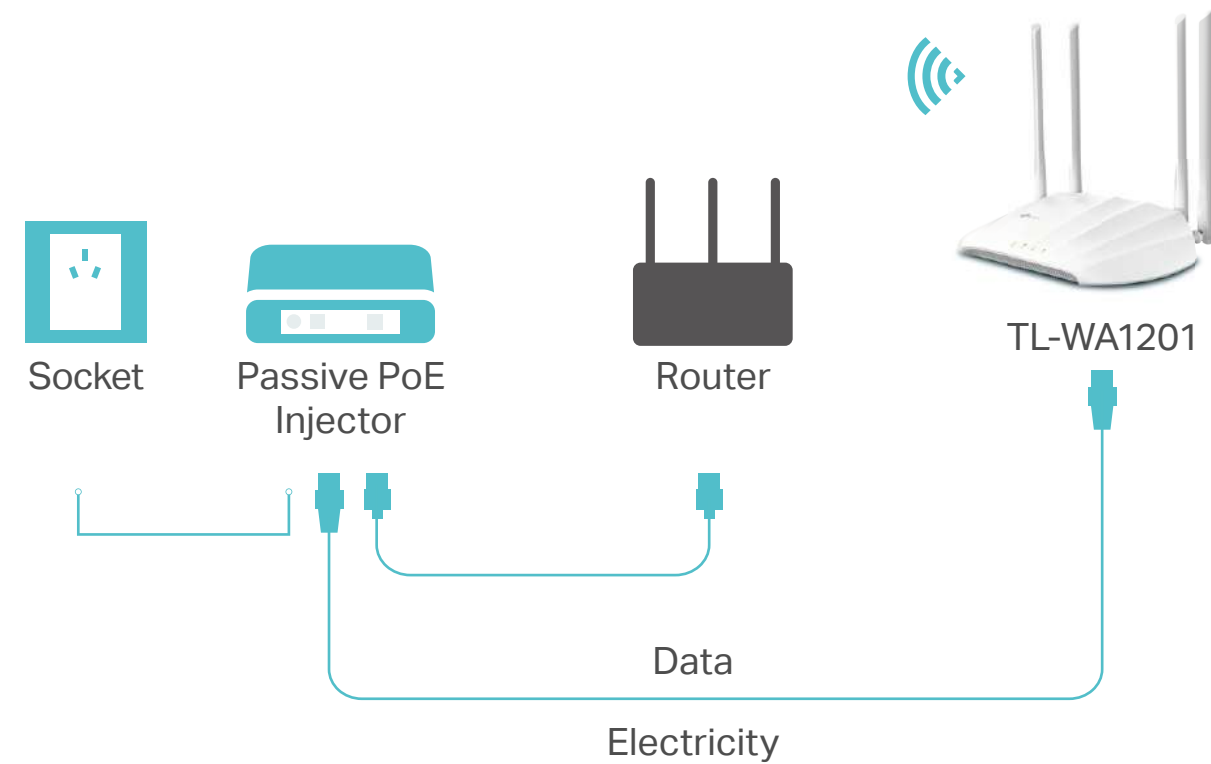 Socket
Passive PoE
Injector
Router
TL-WA1201
Data
Electricity